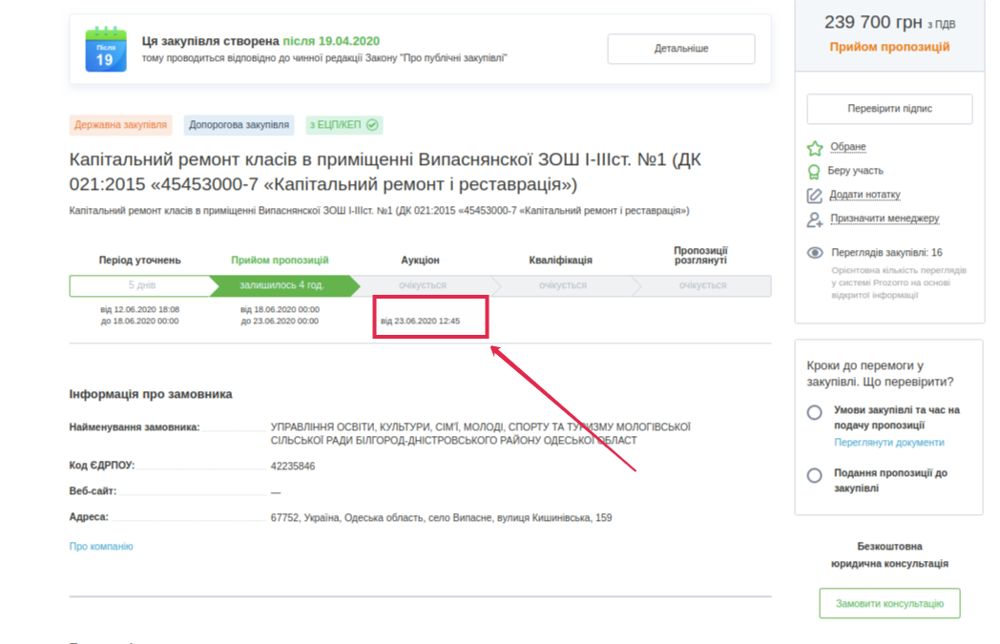 Ця закупівля створена після 19.04.2020
Після
19
тому проводиться відповідно до чинної редакції Закону "Про публічні закупівлі"
Детальніше
Державна закупівля
Допорогова закупівля
з ЕЦП/КЕП
Капітальний ремонт класів в приміщенні Випаснянскої ЗОШ І-ІІІст. №1 (ДК
021:2015 «45453000-7 «Капітальний ремонт і реставрація»)
Капітальний ремонт класів в приміщенні Випаснянскої ЗОШ І-ІІІст. №1 (ДК 021:2015 «45453000-7 «Капітальний ремонт і реставрація»)
Період уточнень
Прийом пропозицій
Аукціон
Кваліфікація
Пропозиції
розглянуті
5 днів
залишилось 4 год.
очікується
очікується
очікується
від 12.06.2020 18:08
до 18.06.2020 00:00
від 18.06.2020 00:00
до 23.06.2020 00:00
від 23.06.2020 12:45
Інформація про замовника
Найменування замовника:
УПРАВЛІННЯ ОСВІТИ, КУЛЬТУРИ, СІМ'Ї, МОЛОДІ, СПОРТУ ТА ТУРИЗМУ МОЛОГІВСЬКОЇ
СІЛЬСЬКОЇ РАДИ БІЛГОРОД-ДНІСТРОВСЬКОГО РАЙОНУ ОДЕСЬКОЇ ОБЛАСТ
Код ЄДРПОУ:
42235846
Веб-сайт:
—
Адреса:
67752, Україна, Одеська область, село Випасне, вулиця Кишинівська, 159
Про компанію
239 700 грн з ПДВ
Прийом пропозицій
Перевірити підпис
Обране
Беру участь
Додати нотатку
Призначити менеджеру
Переглядів закупівлі: 16
Орієнтовна кількість переглядів
у системі Prozorro на основі
відкритої інформації
Кроки до перемоги у
закупівлі. Що перевірити?
Умови закупівлі та час на
подачу пропозиції
Переглянути документи
Подання пропозиції до
закупівлі
Безкоштовна
юридична консультація
Замовити консультацію